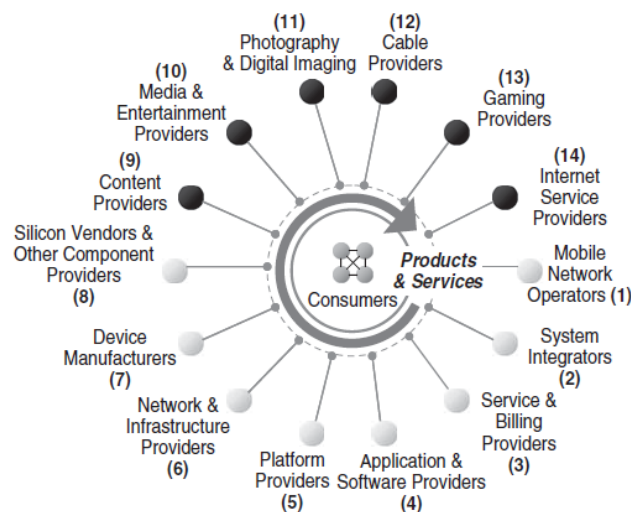 (11)
Photography
& Digital Imaging
(12)
Cable
Providers
(10)
Media &
Entertainment
Providers
(13)
Gaming
Providers
(9)
Content
Providers
(14)
Internet
Service
Providers
Silicon Vendors &
Other Component
Providers
(8)
Consumers
Products
& Services
Mobile
Network
Operators (1)
Device
Manufacturers
(7)
System
Integrators
(2)
Network &
Infrastructure
Providers
(6)
Service &
Billing
Providers
(3)
Platform
Providers
(5)
Application &
Software Providers
(4)